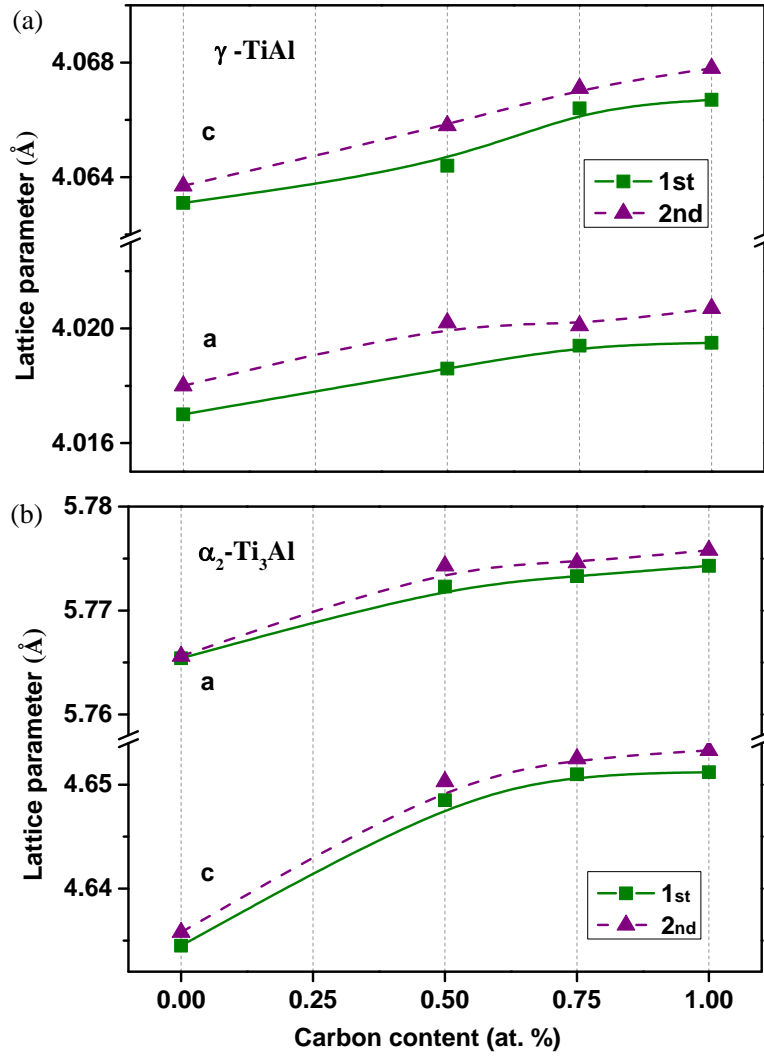 (a)
γ -TiAl
4.068
c
4.064
1st
2nd
Lattice parameter (Å)
4.020
a
4.016
(b)
5.78
α₂-Ti₃Al
5.77
a
5.76
Lattice parameter (Å)
4.65
c
4.64
1st
2nd
0.00 0.25 0.50 0.75 1.00
Carbon content (at. %)